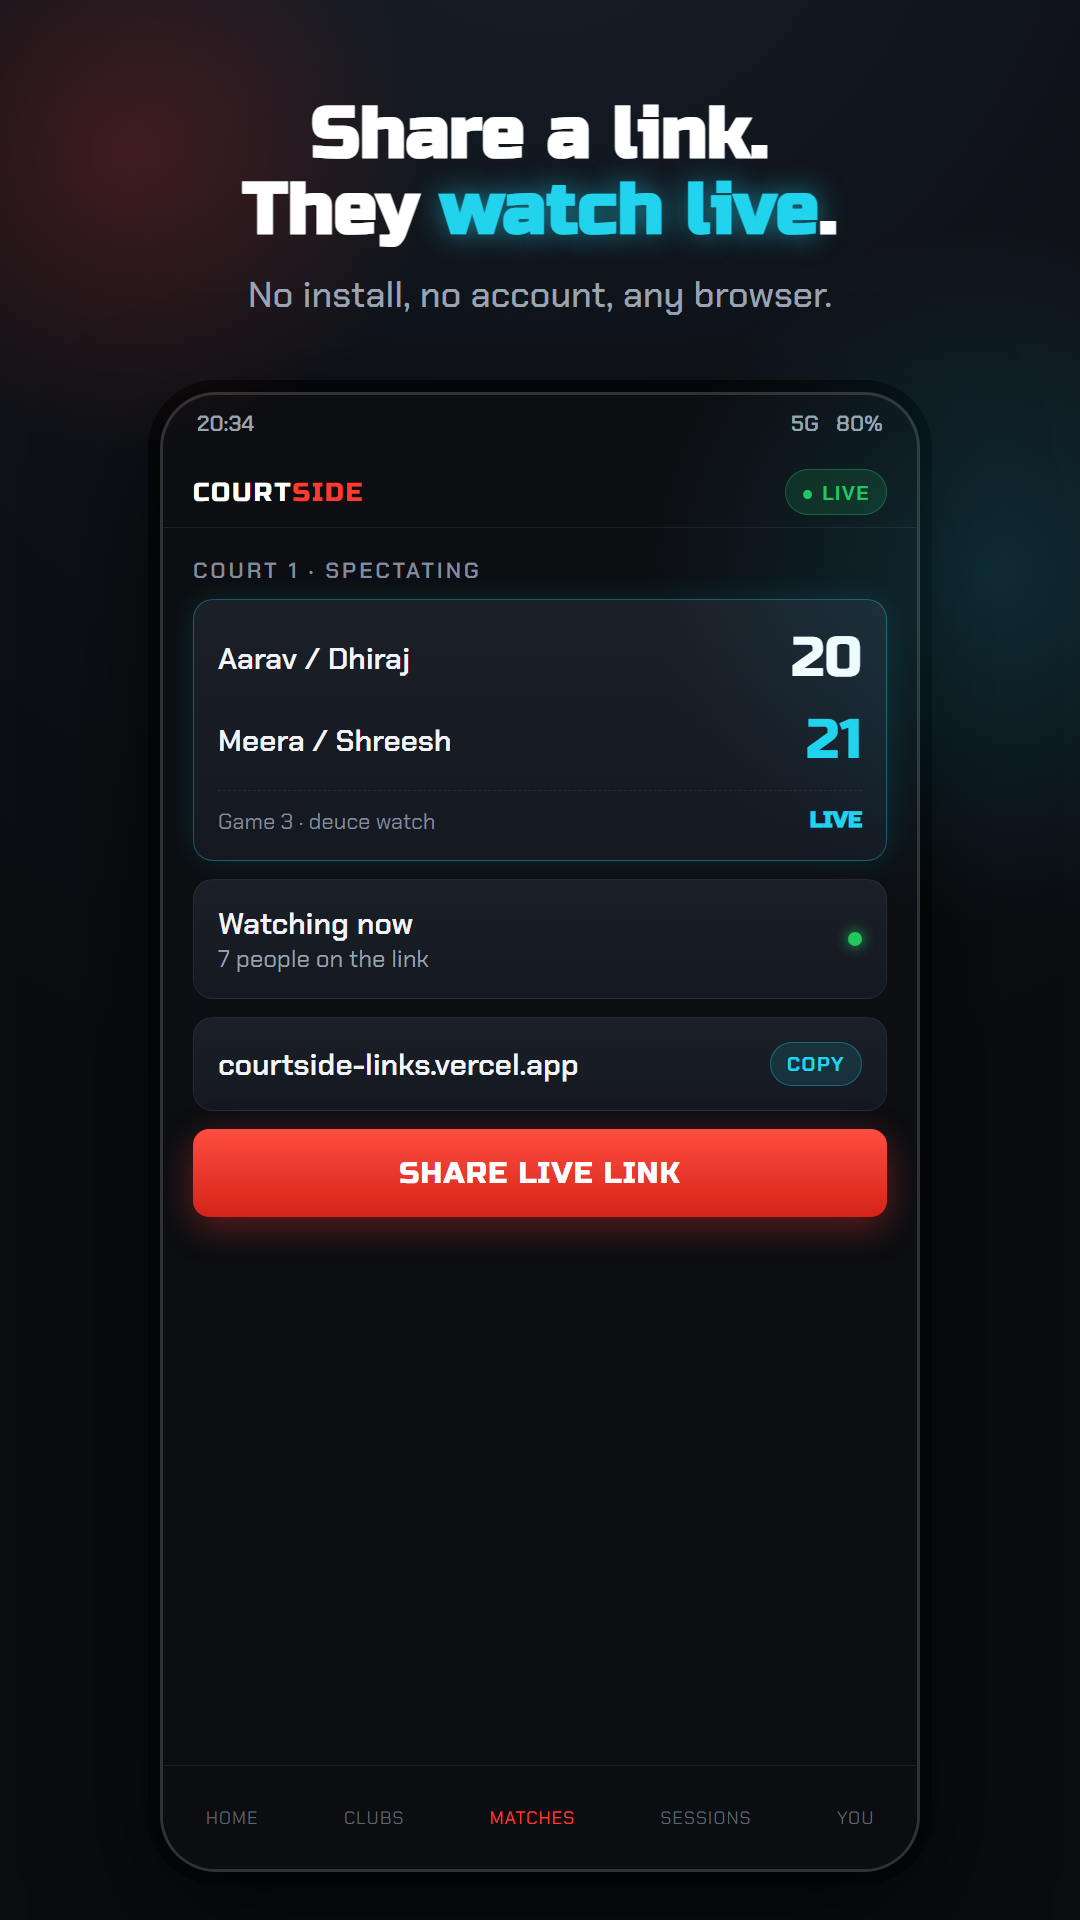 Share a link.
They watch live.
No install, no account, any browser.
20:34 5G 80%
COURTSIDE LIVE
COURT 1 · SPECTATING
Aarav / Dhiraj 20
Meera / Shreesh 21
Game 3 · deuce watch LIVE
Watching now
7 people on the link
courtside-links.vercel.app COPY
SHARE LIVE LINK
HOME CLUBS MATCHES SESSIONS YOU